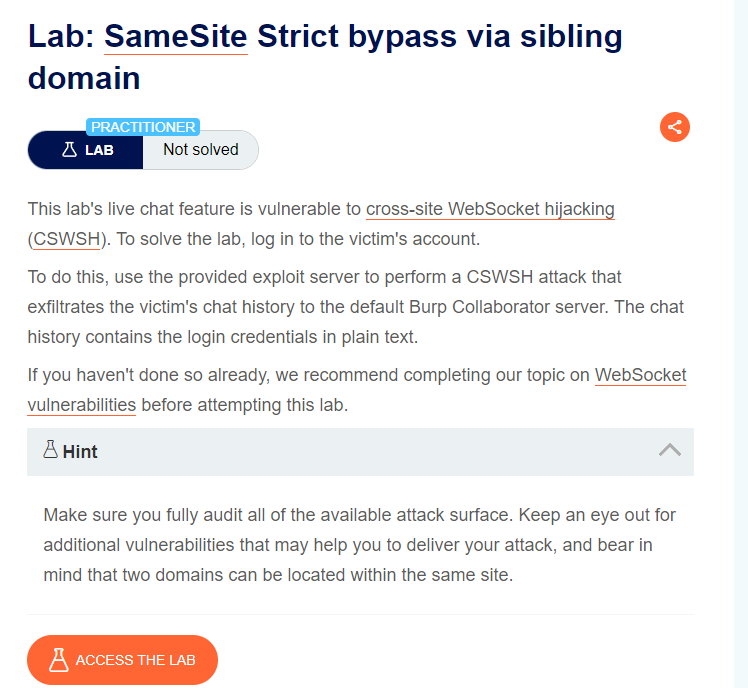 Lab: SameSite Strict bypass via sibling
domain
PRACTITIONER
LAB
Not solved
This lab's live chat feature is vulnerable to cross-site WebSocket hijacking
(CSWSH). To solve the lab, log in to the victim's account.
To do this, use the provided exploit server to perform a CSWSH attack that
exfiltrates the victim's chat history to the default Burp Collaborator server. The chat
history contains the login credentials in plain text.
If you haven't done so already, we recommend completing our topic on WebSocket
vulnerabilities before attempting this lab.
Hint
Make sure you fully audit all of the available attack surface. Keep an eye out for
additional vulnerabilities that may help you to deliver your attack, and bear in
mind that two domains can be located within the same site.
ACCESS THE LAB